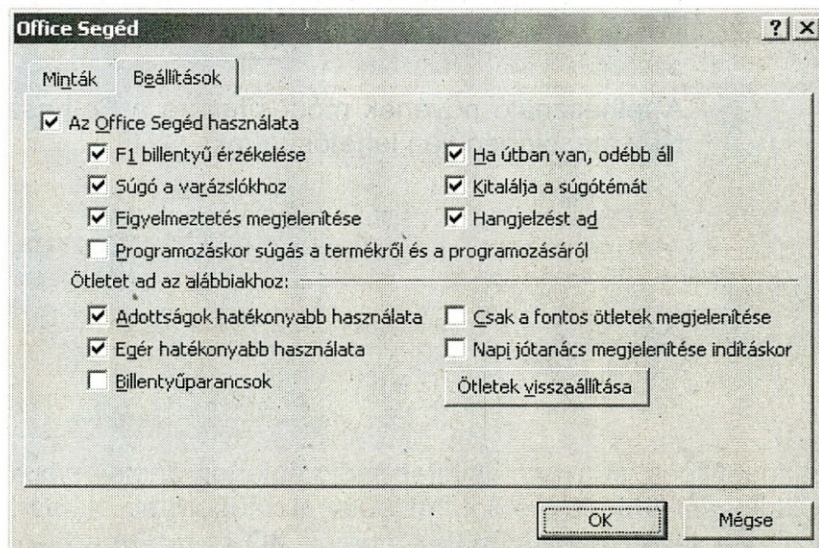 Office Segéd
Minták Beállítások
Az Office Segéd használata
F1 billentyű érzékelése Ha útban van, odébb áll
Súgó a varázslókhoz Kitalálja a súgótémát
Figyelmeztetés megjelenítése Hangjelzést ad
Programozáskor súgás a termékről és a programozásáról
Ötletet ad az alábbiakhoz:
Adottságok hatékonyabb használata Csak a fontos ötletek megjelenítése
Egér hatékonyabb használata Napi jótanács megjelenítése indításkor
Billentyűparancsok Ötletek visszaállítása
OK Mégse